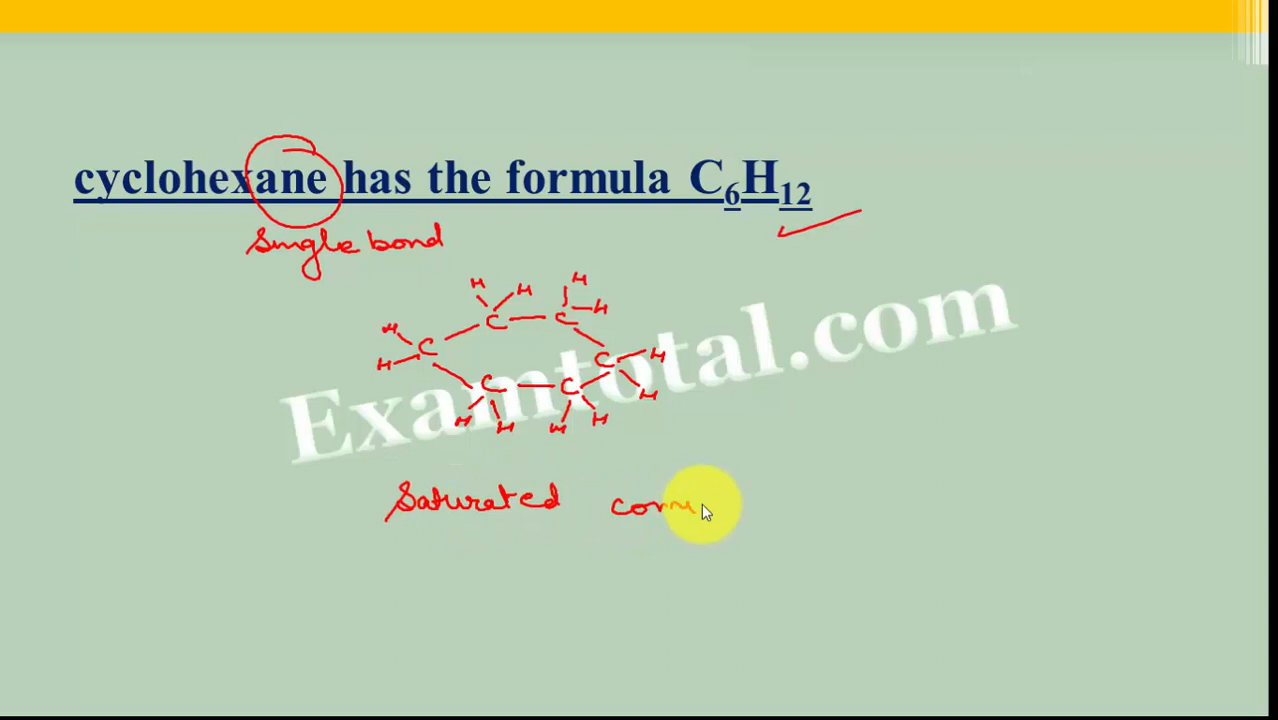 cyclohexane has the formula C₆H₁₂
Single bond
H H H
H C C H
H C C H
C C H
H H H H
Examtotal.com
Saturated